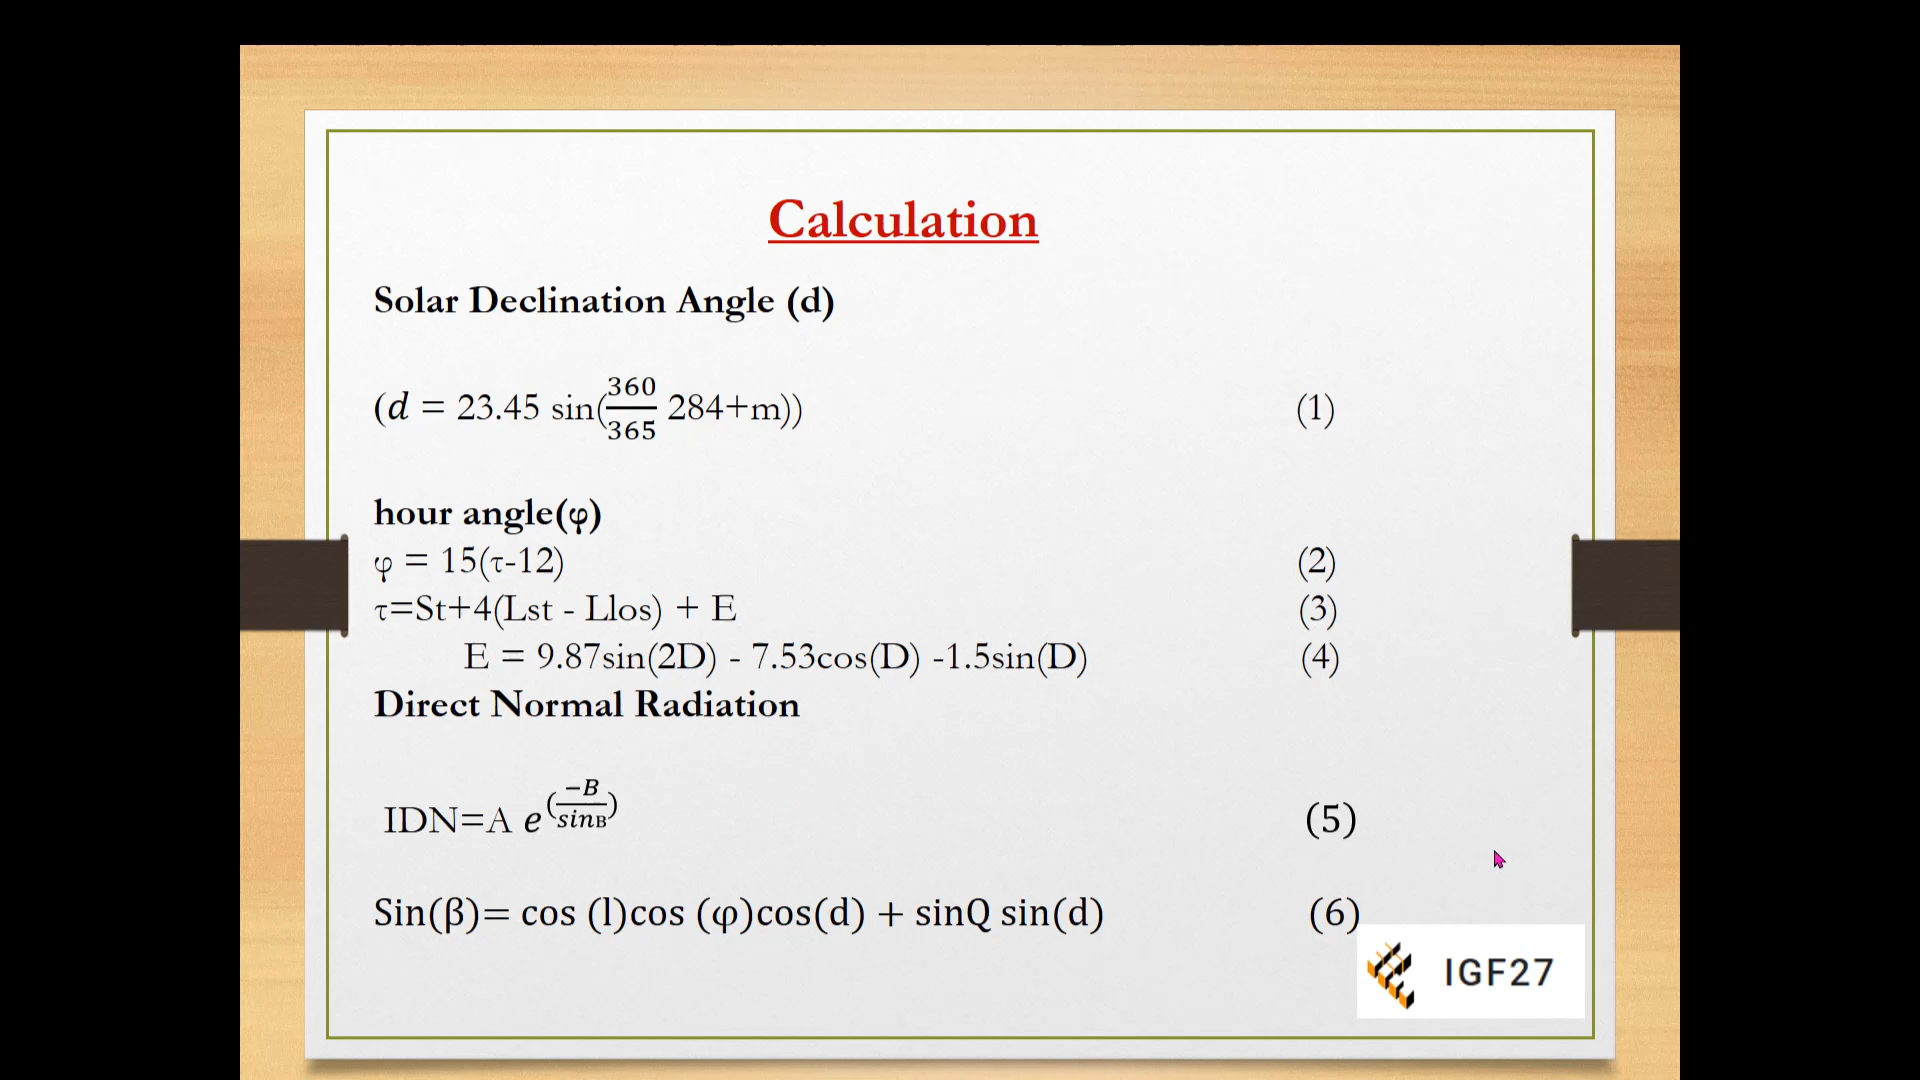 Calculation
Solar Declination Angle (d)
(d = 23.45 sin(360/365 284+m)) (1)
hour angle(φ)
φ = 15(τ-12) (2)
τ=St+4(Lst - Llos) + E (3)
E = 9.87sin(2D) - 7.53cos(D) -1.5sin(D) (4)
Direct Normal Radiation
IDN=A e^(−B/sinB) (5)
Sin(β)= cos (l)cos (φ)cos(d) + sinQ sin(d) (6)
IGF27